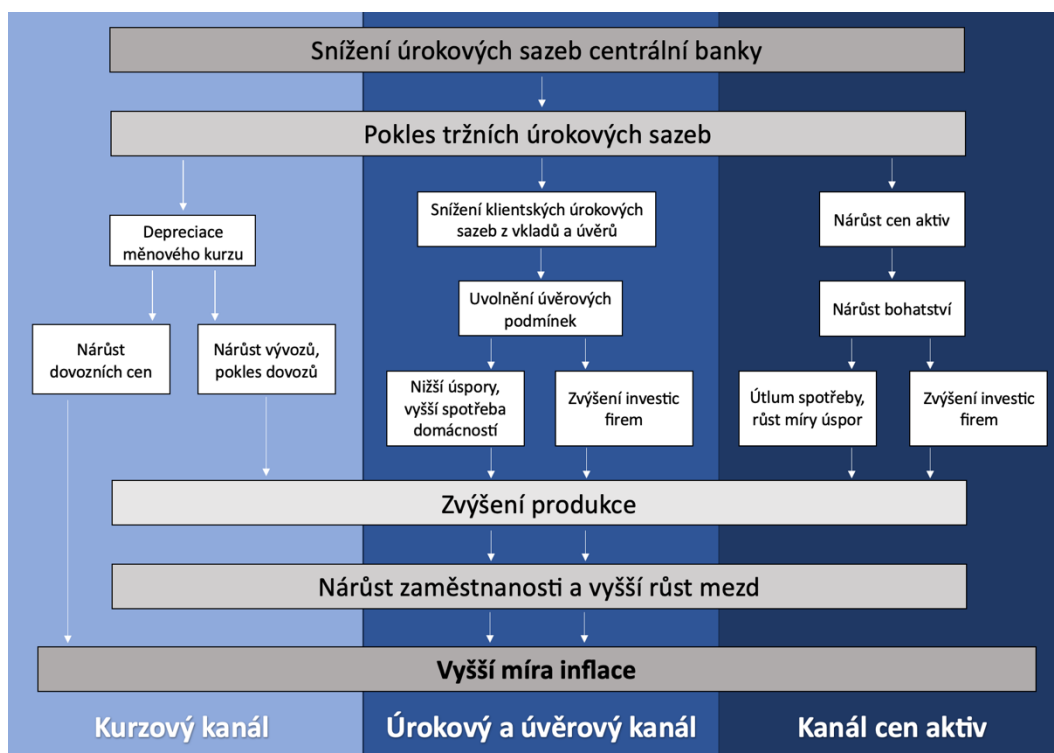 Snížení úrokových sazeb centrální banky
Pokles tržních úrokových sazeb
Depreciace
měnového kurzu
Snížení klientských úrokových
sazeb z vkladů a úvěrů
Nárůst cen aktiv
Uvolnění úvěrových
podmínek
Nárůst bohatství
Nárůst
dovozních cen
Nárůst vývozů,
pokles dovozů
Nižší úspory,
vyšší spotřeba
domácností
Zvýšení investic
firem
Útlum spotřeby,
růst míry úspor
Zvýšení investic
firem
Zvýšení produkce
Nárůst zaměstnanosti a vyšší růst mezd
Vyšší míra inflace
Kurzový kanál
Úrokový a úvěrový kanál
Kanál cen aktiv